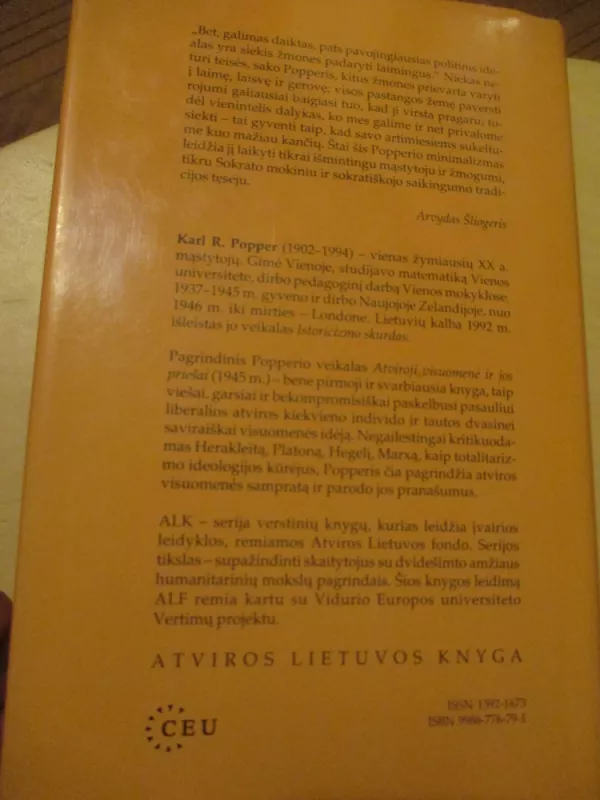 „Bet, galimas daiktas, pats pavojingiausias politinis ide-
alas yra siekis žmones padaryti laimingus.“ Niekas ne-
turi teisės, sako Popperis, kitus žmones prievarta varyti
į laimę, laisvę ir gerovę; visos pastangos žemę paversti
rojumi galiausiai baigiasi tuo, kad ji virsta pragaru, to-
dėl vienintelis dalykas, ko mes galime ir net privalome
siekti – tai gyventi taip, kad savo artimiesiems sukeltu-
me kuo mažiau kančių. Štai šis Popperio minimalizmas
leidžia jį laikyti tikrai išmintingu mąstytoju ir žmogumi,
tikru Sokrato mokiniu ir sokratiškojo saikingumo tradi-
cijos tęsėju.
Arvydas Šliogeris
Karl R. Popper (1902–1994) – vienas žymiausių XX a.
mąstytojų. Gimė Vienoje, studijavo matematiką Vienos
universitete, dirbo pedagoginį darbą Vienos mokyklose.
1937–1945 m. gyveno ir dirbo Naujojoje Zelandijoje, nuo
1946 m. iki mirties – Londone. Lietuvių kalba 1992 m.
išleistas jo veikalas Istoricizmo skurdas.
Pagrindinis Popperio veikalas Atviroji visuomenė ir jos
priešai (1945 m.) – bene pirmoji ir svarbiausia knyga, taip
viešai, garsiai ir bekompromisiškai paskelbusi pasauliui
liberalios atviros kiekvieno individo ir tautos dvasinei
saviraiškai visuomenės idėją. Negailestingai kritikuoda-
mas Herakleitą, Platoną, Hegelį, Marxą, kaip totalitariz-
mo ideologijos kūrėjus, Popperis čia pagrindžia atviros
visuomenės sampratą ir parodo jos pranašumus.
ALK – serija verstinių knygų, kurias leidžia įvairios
leidyklos, remiamos Atviros Lietuvos fondo. Serijos
tikslas – supažindinti skaitytojus su dvidešimto amžiaus
humanitarinių mokslų pagrindais. Šios knygos leidimą
ALF remia kartu su Vidurio Europos universiteto
Vertimų projektu.
ATVIROS LIETUVOS KNYGA
CEU
ISSN 1392-1673
ISBN 9986-776-79-1